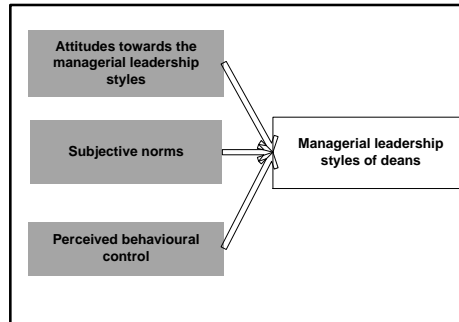 Attitudes towards the
managerial leadership
styles
Subjective norms
Managerial leadership
styles of deans
Perceived behavioural
control